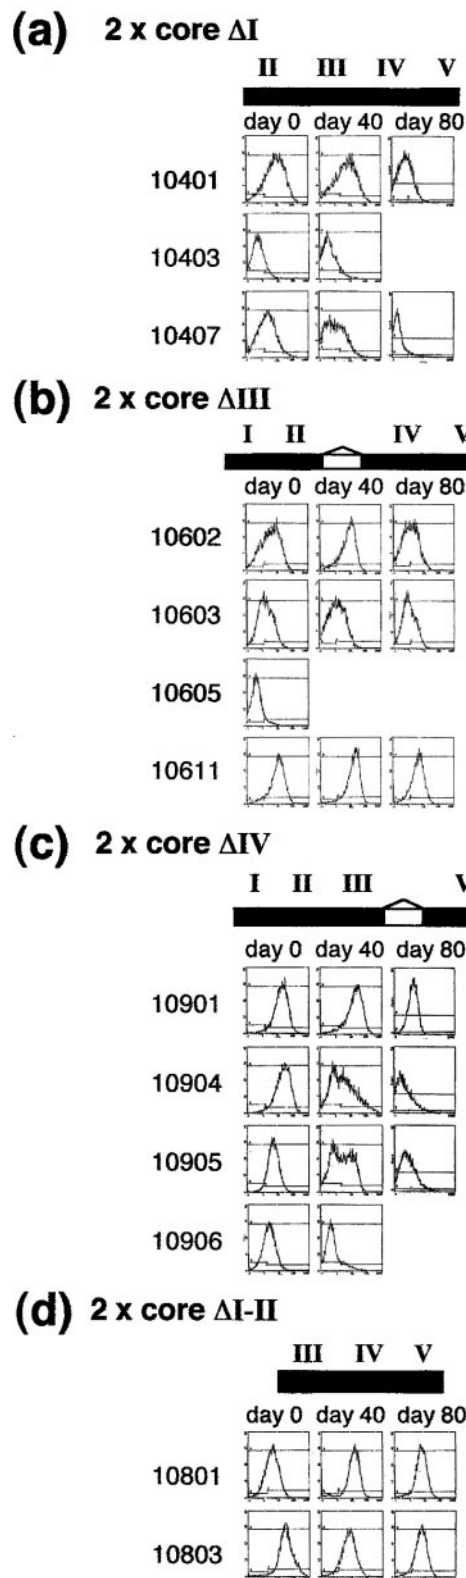 (a) 2 x core ΔI
II III IV V
day 0 day 40 day 80
10401
10403
10407
(b) 2 x core ΔIII
I II IV V
day 0 day 40 day 80
10602
10603
10605
10611
(c) 2 x core ΔIV
I II III V
day 0 day 40 day 80
10901
10904
10905
10906
(d) 2 x core ΔI-II
III IV V
day 0 day 40 day 80
10801
10803